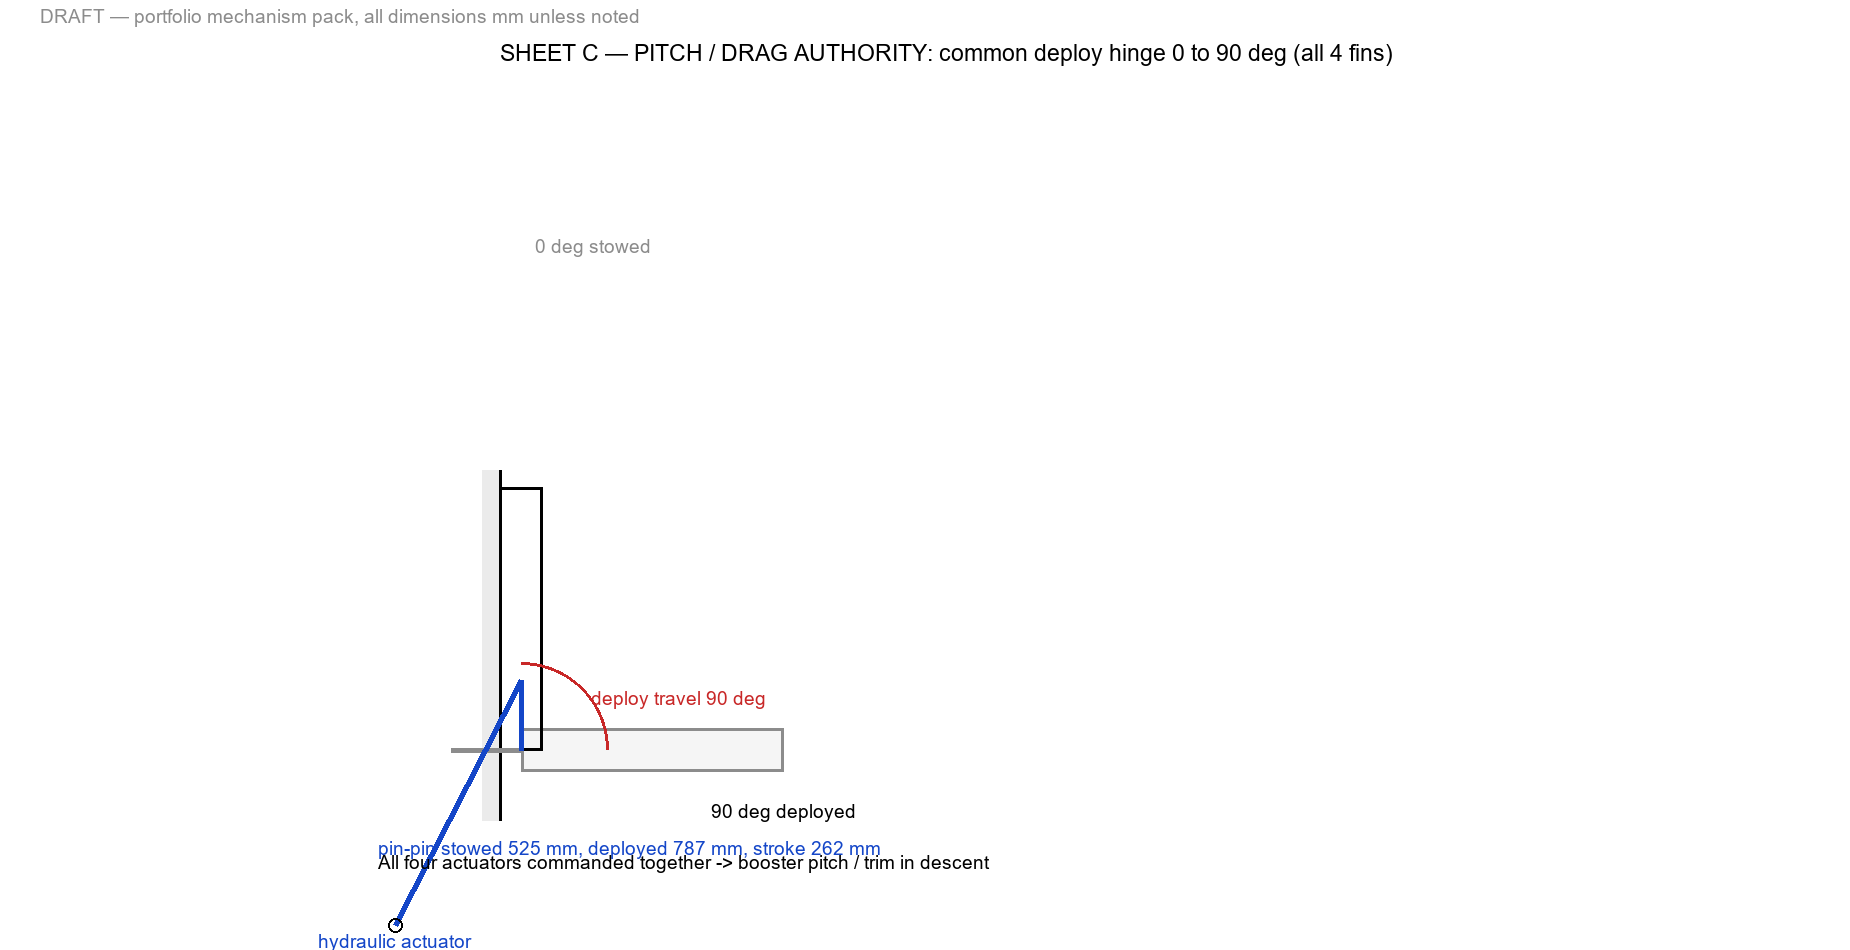 DRAFT — portfolio mechanism pack, all dimensions mm unless noted
SHEET C — PITCH / DRAG AUTHORITY: common deploy hinge 0 to 90 deg (all 4 fins)
0 deg stowed
deploy travel 90 deg
90 deg deployed
pin-pin stowed 525 mm, deployed 787 mm, stroke 262 mm
All four actuators commanded together -> booster pitch / trim in descent
hydraulic actuator